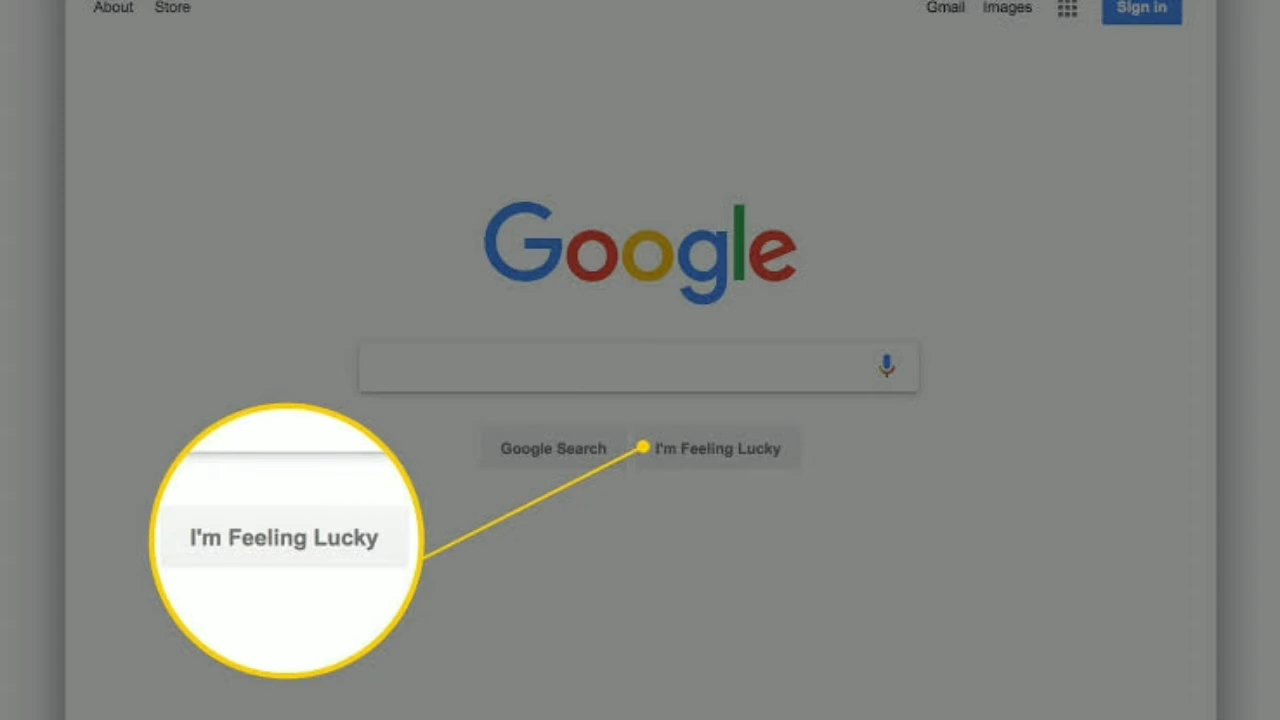 About Store Gmail Images Sign in
Google
Google Search I'm Feeling Lucky
I'm Feeling Lucky